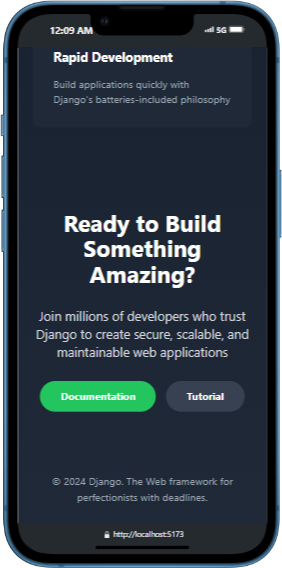 12:09 AM 5G
Rapid Development
Build applications quickly with
Django's batteries-included philosophy
Ready to Build
Something
Amazing?
Join millions of developers who trust
Django to create secure, scalable, and
maintainable web applications
Documentation Tutorial
© 2024 Django. The Web framework for
perfectionists with deadlines.
http://localhost:5173